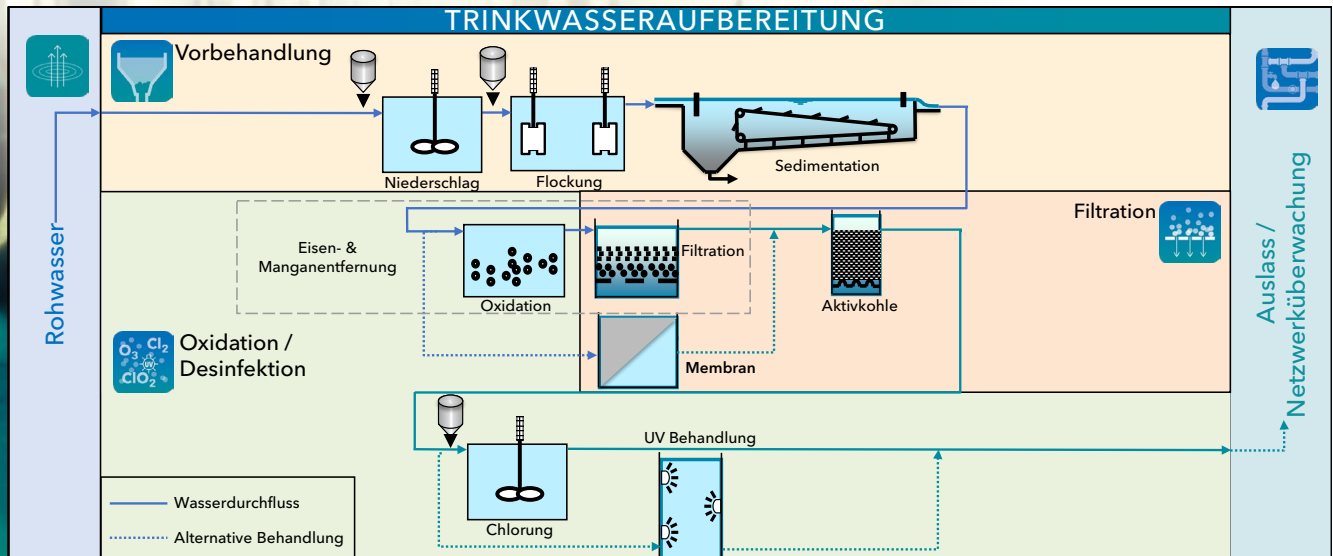 TRINKWASSERAUFBEREITUNG
Vorbehandlung
Niederschlag
Flockung
Sedimentation
Rohwasser
Eisen- &
Manganentfernung
Oxidation
Filtration
Aktivkohle
Filtration
Membran
O3 Cl2
UV
ClO2
Oxidation /
Desinfektion
UV Behandlung
Chlorung
Wasserdurchfluss
Alternative Behandlung
Auslass /
Netzwerküberwachung